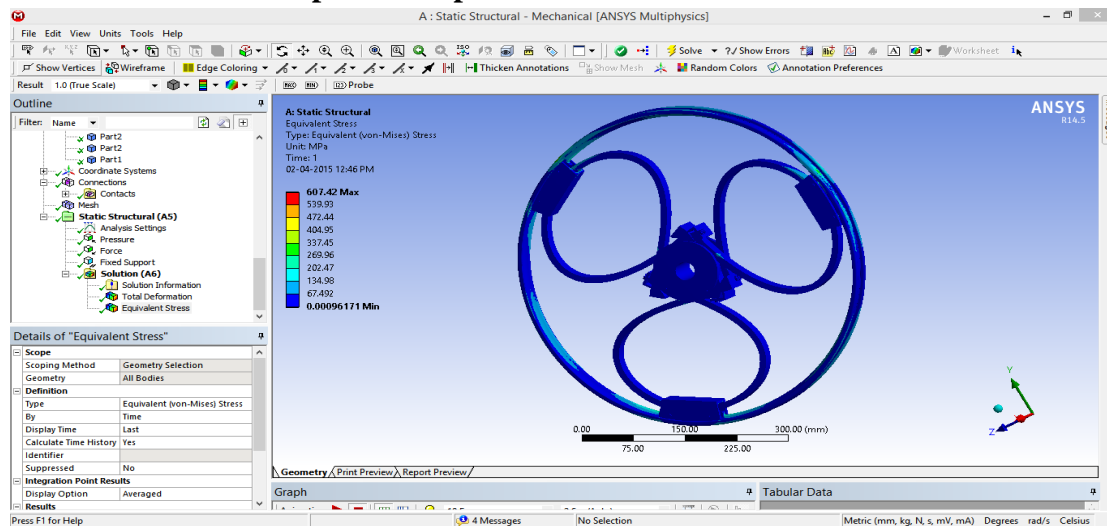 A : Static Structural - Mechanical [ANSYS Multiphysics]
File Edit View Units Tools Help
Solve ?/ Show Errors Worksheet
Show Vertices Wireframe Edge Coloring Thicken Annotations Show Mesh Random Colors Annotation Preferences
Result 1.0 (True Scale) MAX MIN Probe
Outline
Filter: Name
Part2
Part2
Part1
Coordinate Systems
Connections
Contacts
Mesh
Static Structural (A5)
Analysis Settings
Pressure
Force
Fixed Support
Solution (A6)
Solution Information
Total Deformation
Equivalent Stress
Details of "Equivalent Stress"
Scope
Scoping Method Geometry Selection
Geometry All Bodies
Definition
Type Equivalent (von-Mises) Stress
By Time
Display Time Last
Calculate Time History Yes
Identifier
Suppressed No
Integration Point Results
Display Option Averaged
Results
A: Static Structural
Equivalent Stress
Type: Equivalent (von-Mises) Stress
Unit: MPa
Time: 1
02-04-2015 12:46 PM
607.42 Max
539.93
472.44
404.95
337.45
269.96
202.47
134.98
67.492
0.00096171 Min
ANSYS
R14.5
Y
Z
0.00 150.00 300.00 (mm)
75.00 225.00
Geometry Print Preview Report Preview
Graph
Tabular Data
Press F1 for Help
4 Messages
No Selection
Metric (mm, kg, N, s, mV, mA) Degrees rad/s Celsius